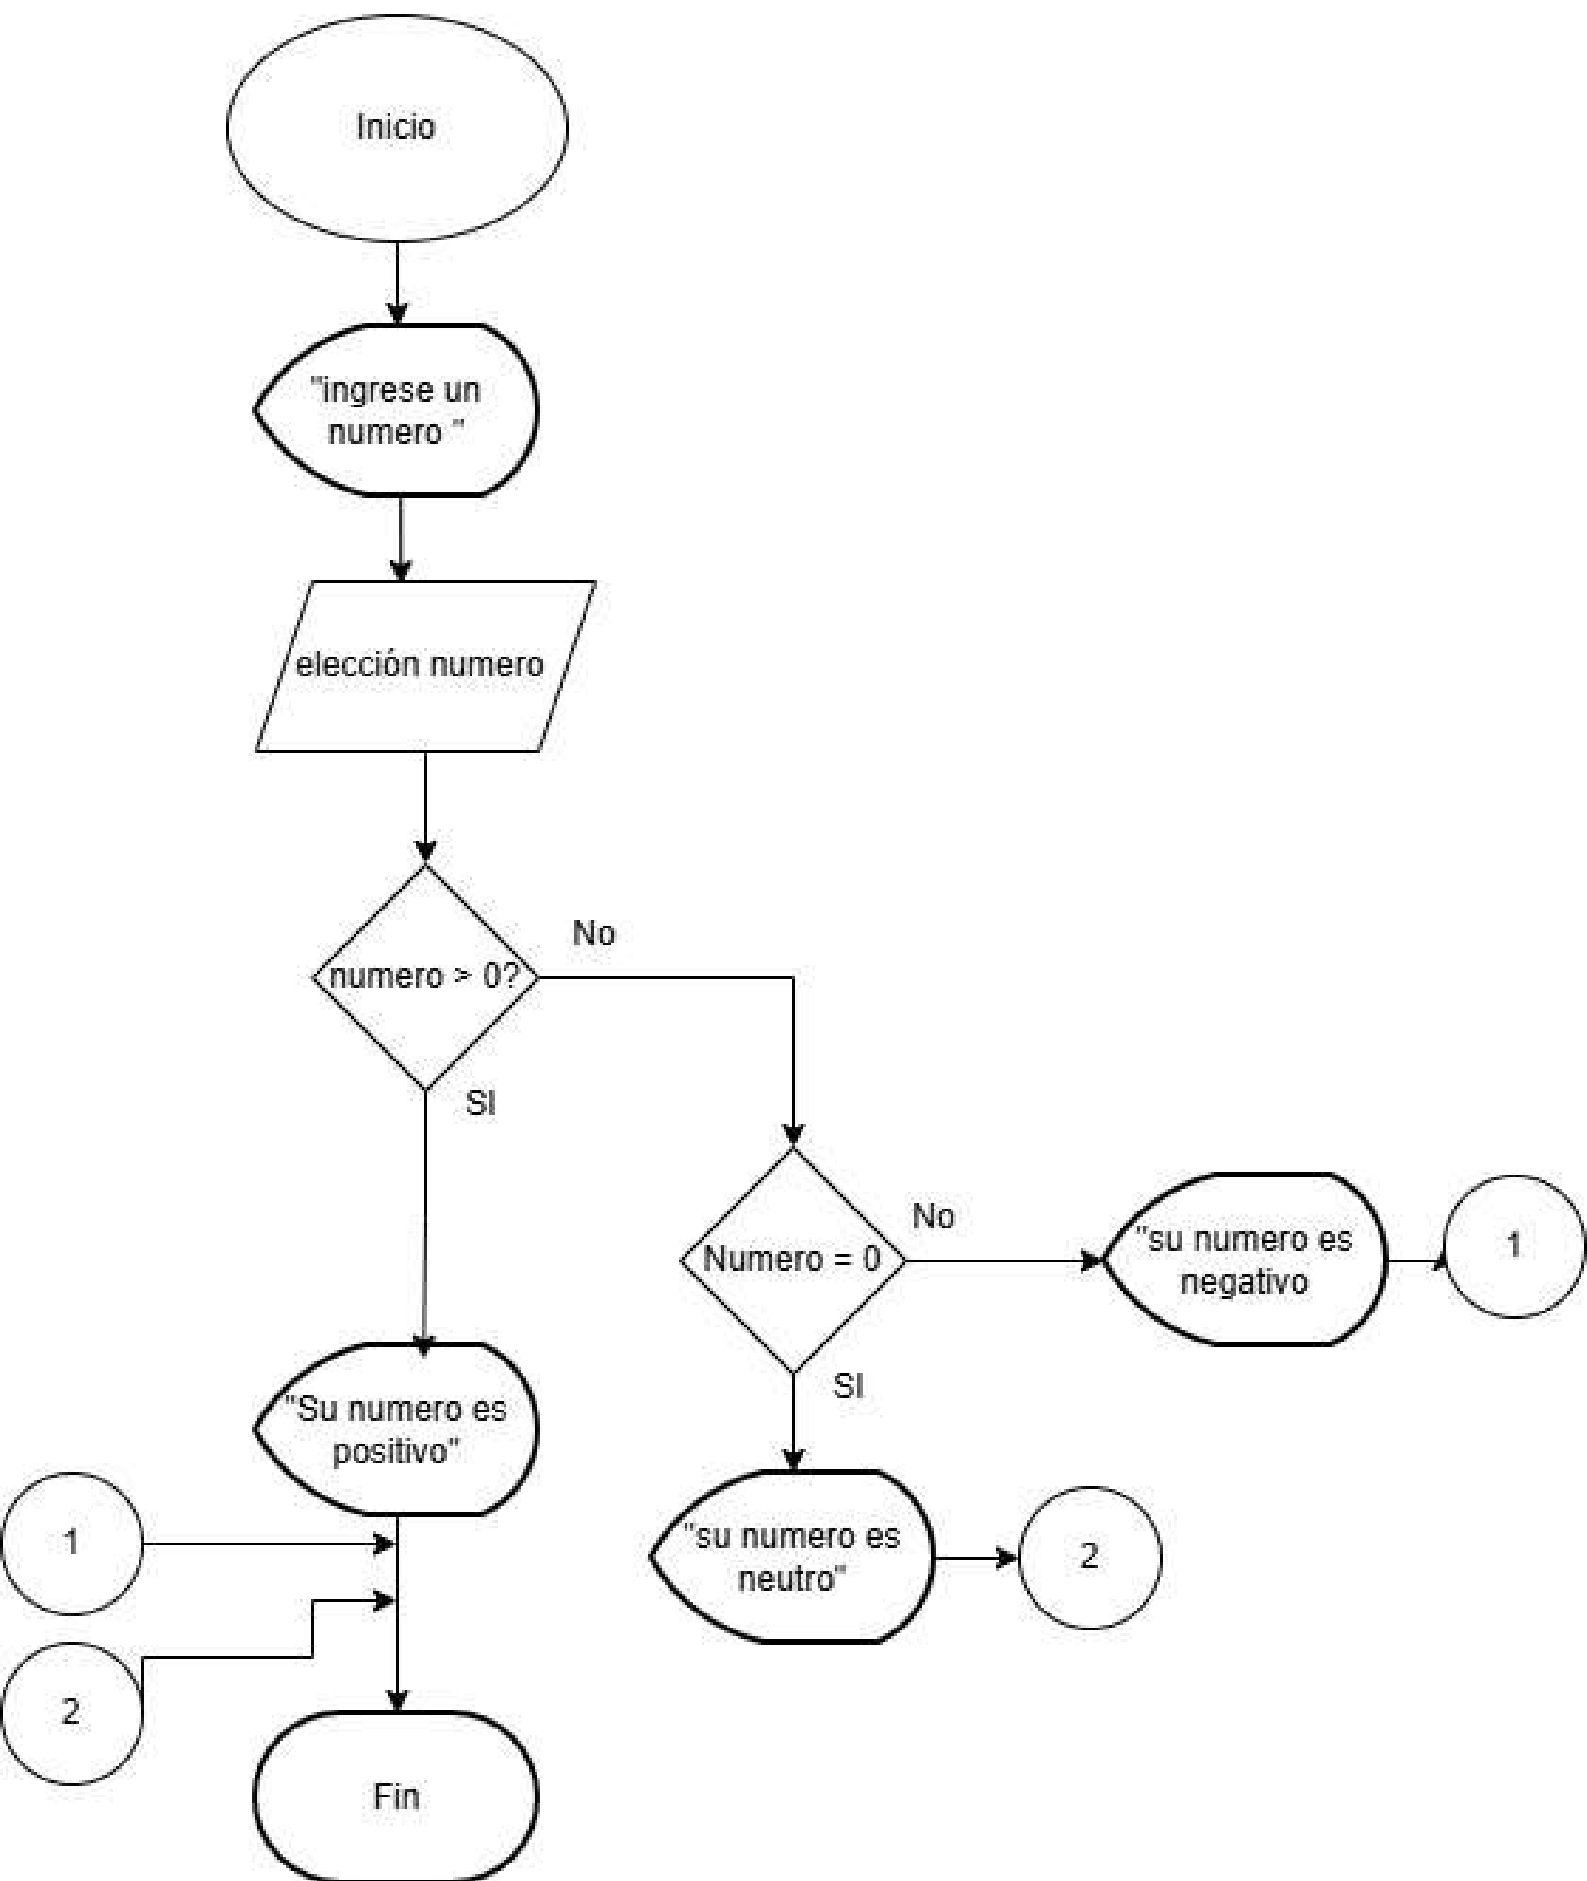 Inicio
"ingrese un
numero "
elección numero
numero > 0?
No
SI
Numero = 0
No
"su numero es
negativo
1
SI
"Su numero es
positivo"
"su numero es
neutro"
2
1
2
Fin